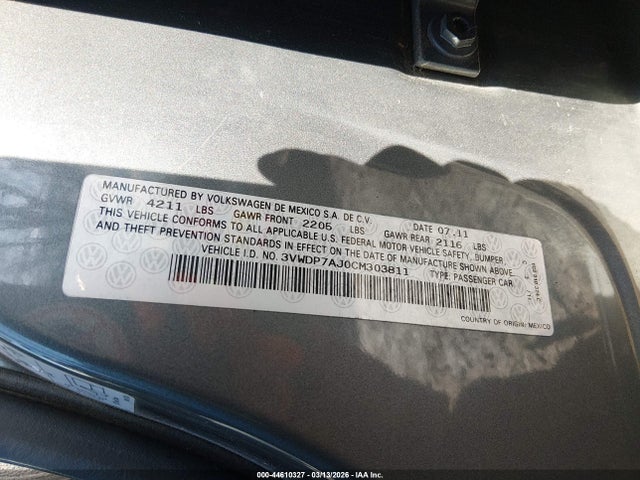 MANUFACTURED BY VOLKSWAGEN DE MEXICO S.A. DE C.V. DATE 07.11
GVWR 4211 LBS GAWR FRONT 2205 LBS GAWR REAR 2116 LBS
THIS VEHICLE CONFORMS TO ALL APPLICABLE U.S. FEDERAL MOTOR VEHICLE SAFETY, BUMPER
AND THEFT PREVENTION STANDARDS IN EFFECT ON THE DATE OF MANUFACTURE SHOWN ABOVE.
VEHICLE I.D. NO. 3VWDP7AJ0CM303811 TYPE: PASSENGER CAR
COUNTRY OF ORIGIN: MEXICO
000-44610327 - 03/13/2026 - IAA Inc.